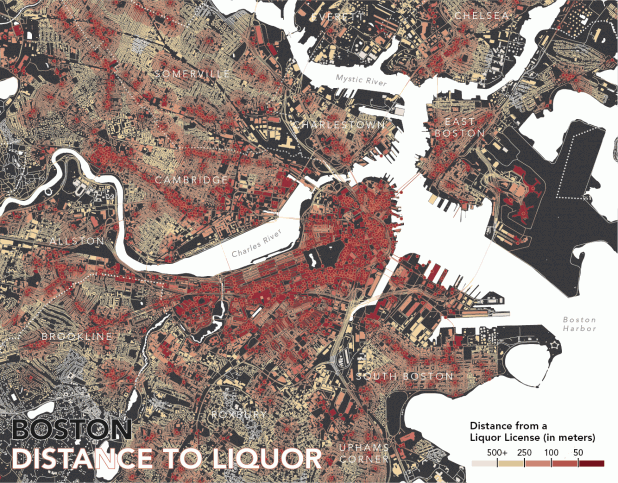 CHELSEA
SOMERVILLE
Mystic River
CHARLESTOWN
EAST
BOSTON
CAMBRIDGE
Charles River
ALLSTON
Boston
Harbor
BROOKLINE
SOUTH BOSTON
ROXBURY
UPHAMS
CORNER
BOSTON
DISTANCE TO LIQUOR
Distance from a
Liquor License (in meters)
500+ 250 100 50